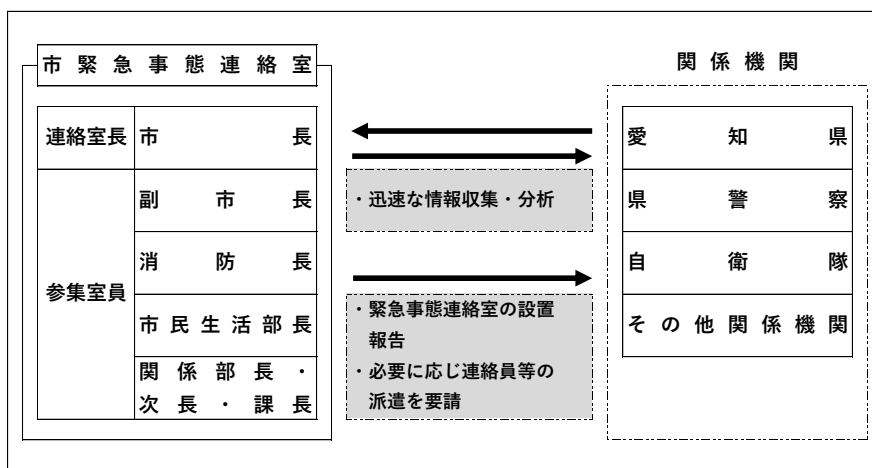 市緊急事態連絡室
連絡室長 市長
参集室員
副市長
消防長
市民生活部長
関係部長・
次長・課長
・迅速な情報収集・分析
・緊急事態連絡室の設置
報告
・必要に応じ連絡員等の
派遣を要請
関係機関
愛知県
県警察
自衛隊
その他関係機関